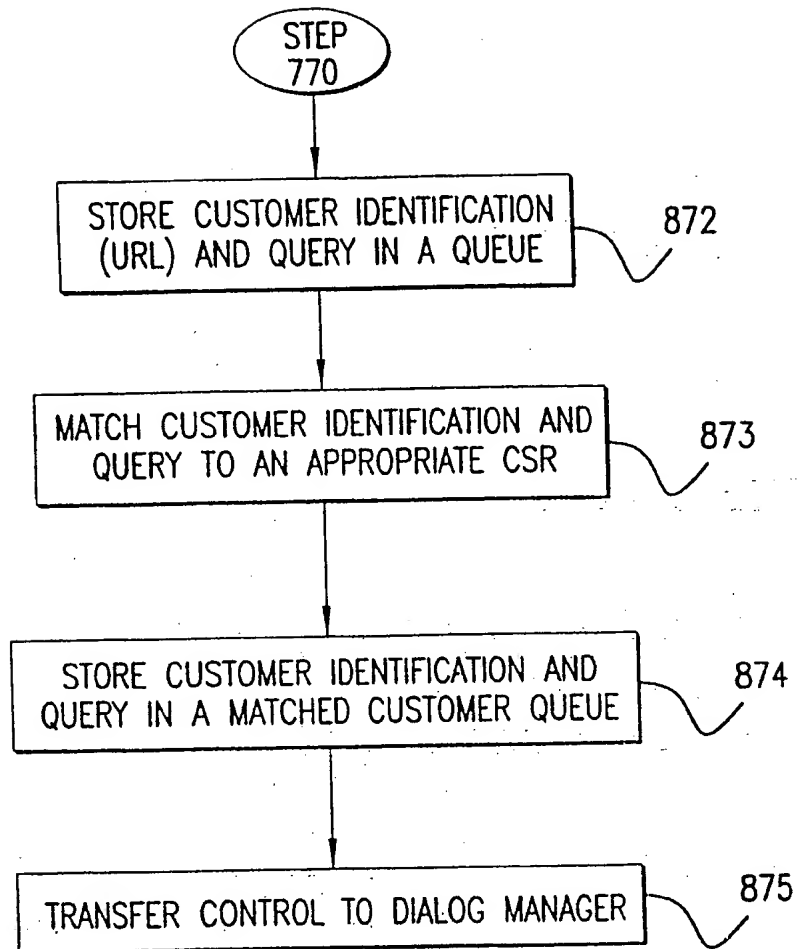 STEP
770
STORE CUSTOMER IDENTIFICATION
(URL) AND QUERY IN A QUEUE
872
MATCH CUSTOMER IDENTIFICATION AND
QUERY TO AN APPROPRIATE CSR
873
STORE CUSTOMER IDENTIFICATION AND
QUERY IN A MATCHED CUSTOMER QUEUE
874
TRANSFER CONTROL TO DIALOG MANAGER
875